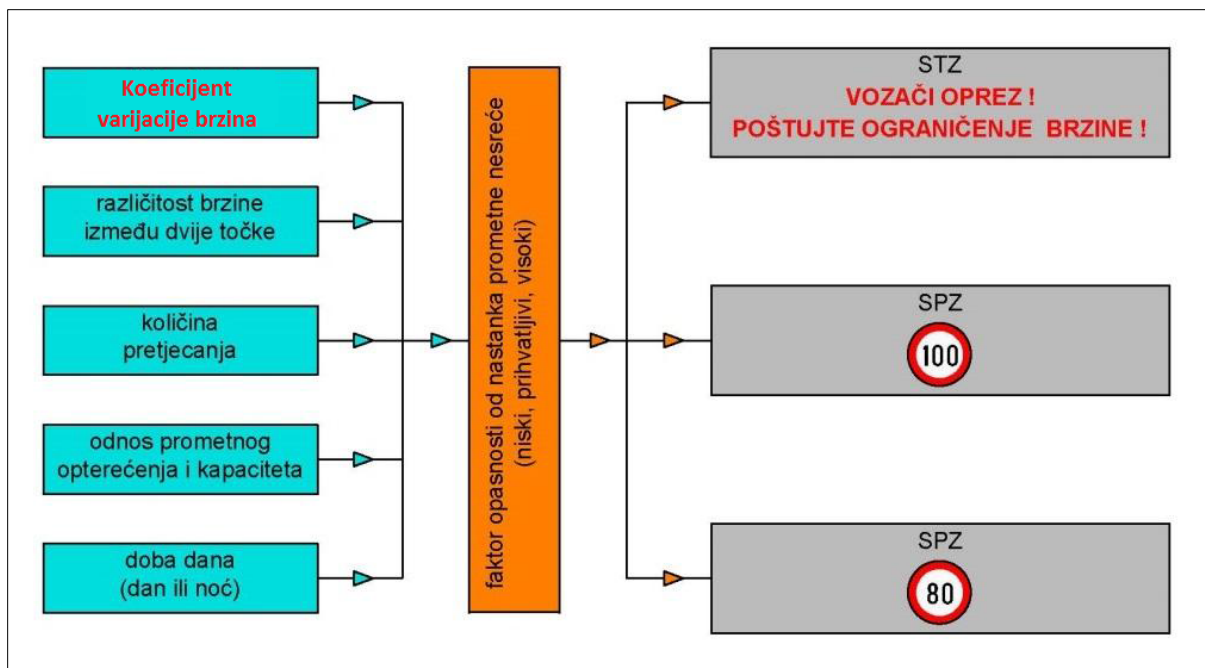 Koeficijent
varijacije brzina
različitost brzine
između dvije točke
količina
pretjecanja
odnos prometnog
opterećenja i kapaciteta
doba dana
(dan ili noć)
faktor opasnosti od nastanka prometne nesreće
(niski, prihvatljivi, visoki)
STZ
VOZAČI OPREZ !
POŠTUJTE OGRANIČENJE BRZINE !
SPZ
100
SPZ
80